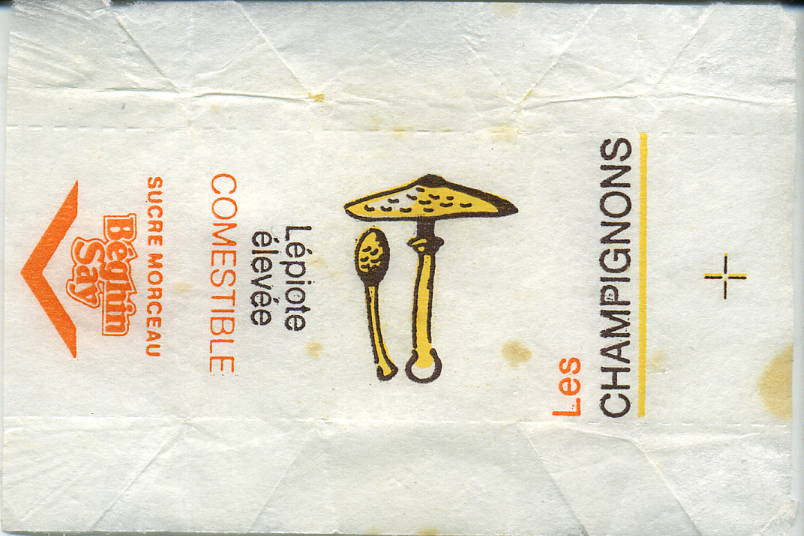 Les
CHAMPIGNONS
Lépiote
élevée
COMESTIBLE
SUCRE MORCEAU
Béghin
Say